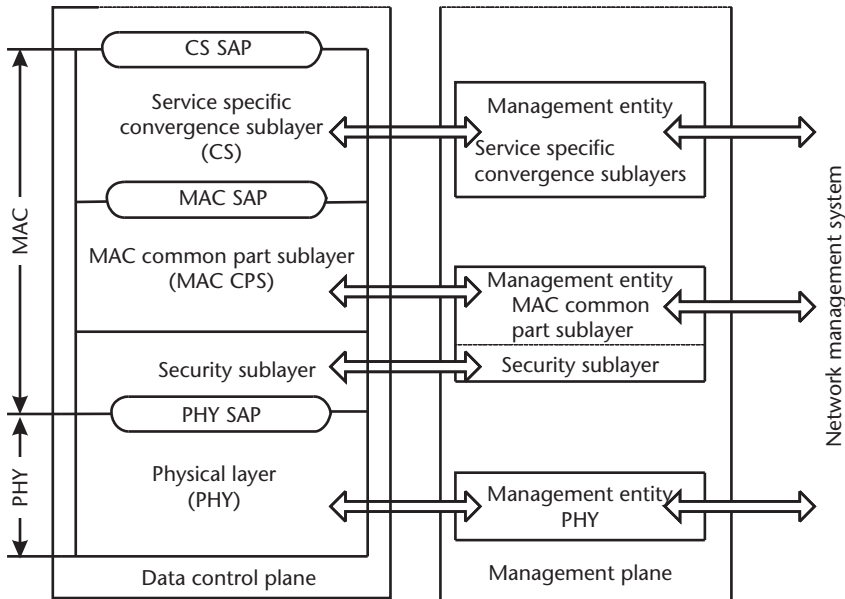 CS SAP
Service specific
convergence sublayer
(CS)
MAC SAP
MAC common part sublayer
(MAC CPS)
Security sublayer
PHY SAP
Physical layer
(PHY)
Data control plane
MAC
PHY
Management entity
Service specific
convergence sublayers
Management entity
MAC common
part sublayer
Security sublayer
Management entity
PHY
Management plane
Network management system